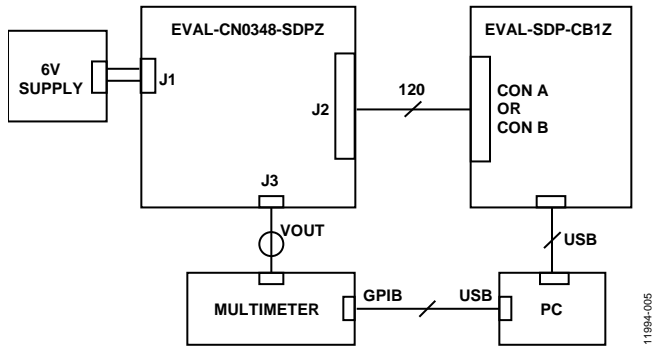 EVAL-CN0348-SDPZ
EVAL-SDP-CB1Z
6V
SUPPLY
J1
J2
120
CON A
OR
CON B
J3
VOUT
USB
MULTIMETER
GPIB
USB
PC
11994-005